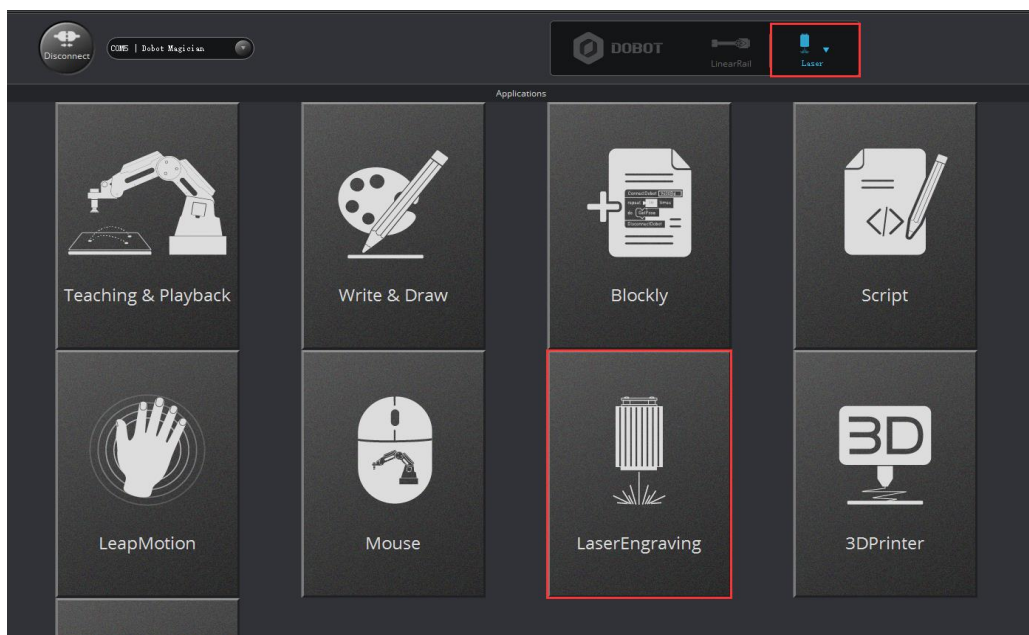 Disconnect
COM5 | Dobot Magician
DOBOT
LinearRail
Laser
Applications
Teaching & Playback
Write & Draw
Blockly
Script
LeapMotion
Mouse
LaserEngraving
3D
3DPrinter